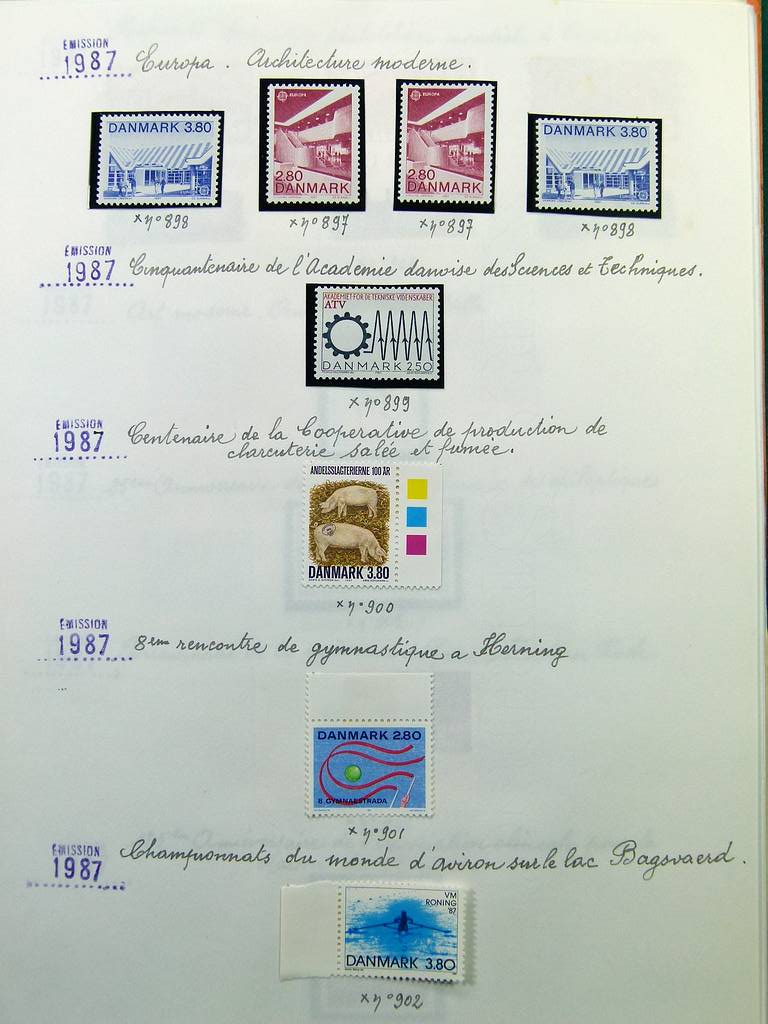 EMISSION
1987 Europa. Architecture moderne.
DANMARK 3.80
EUROPA
2.80
DANMARK
EUROPA
2.80
DANMARK
DANMARK 3.80
x n° 898
x n° 897
x n° 897
x n° 898
EMISSION
1987 Cinquantenaire de l'Academie danoise des Sciences et Techniques.
AKADEMIET FOR DE TEKNISKE VIDENSKABER
ATV
DANMARK 250
x n° 899
EMISSION
1987 Centenaire de la Cooperative de production de
charcuterie salée et fumée.
ANDELSSLAGTERIERNE 100 ÅR
DANMARK 3.80
x n° 900
EMISSION
1987 8eme rencontre de gymnastique a Herning
DANMARK 2.80
8. GYMNAESTRADA
x n° 901
EMISSION
1987 Championnats du monde d'aviron sur le lac Bagsvaerd.
VM
RONING
'87
DANMARK 3.80
x n° 902